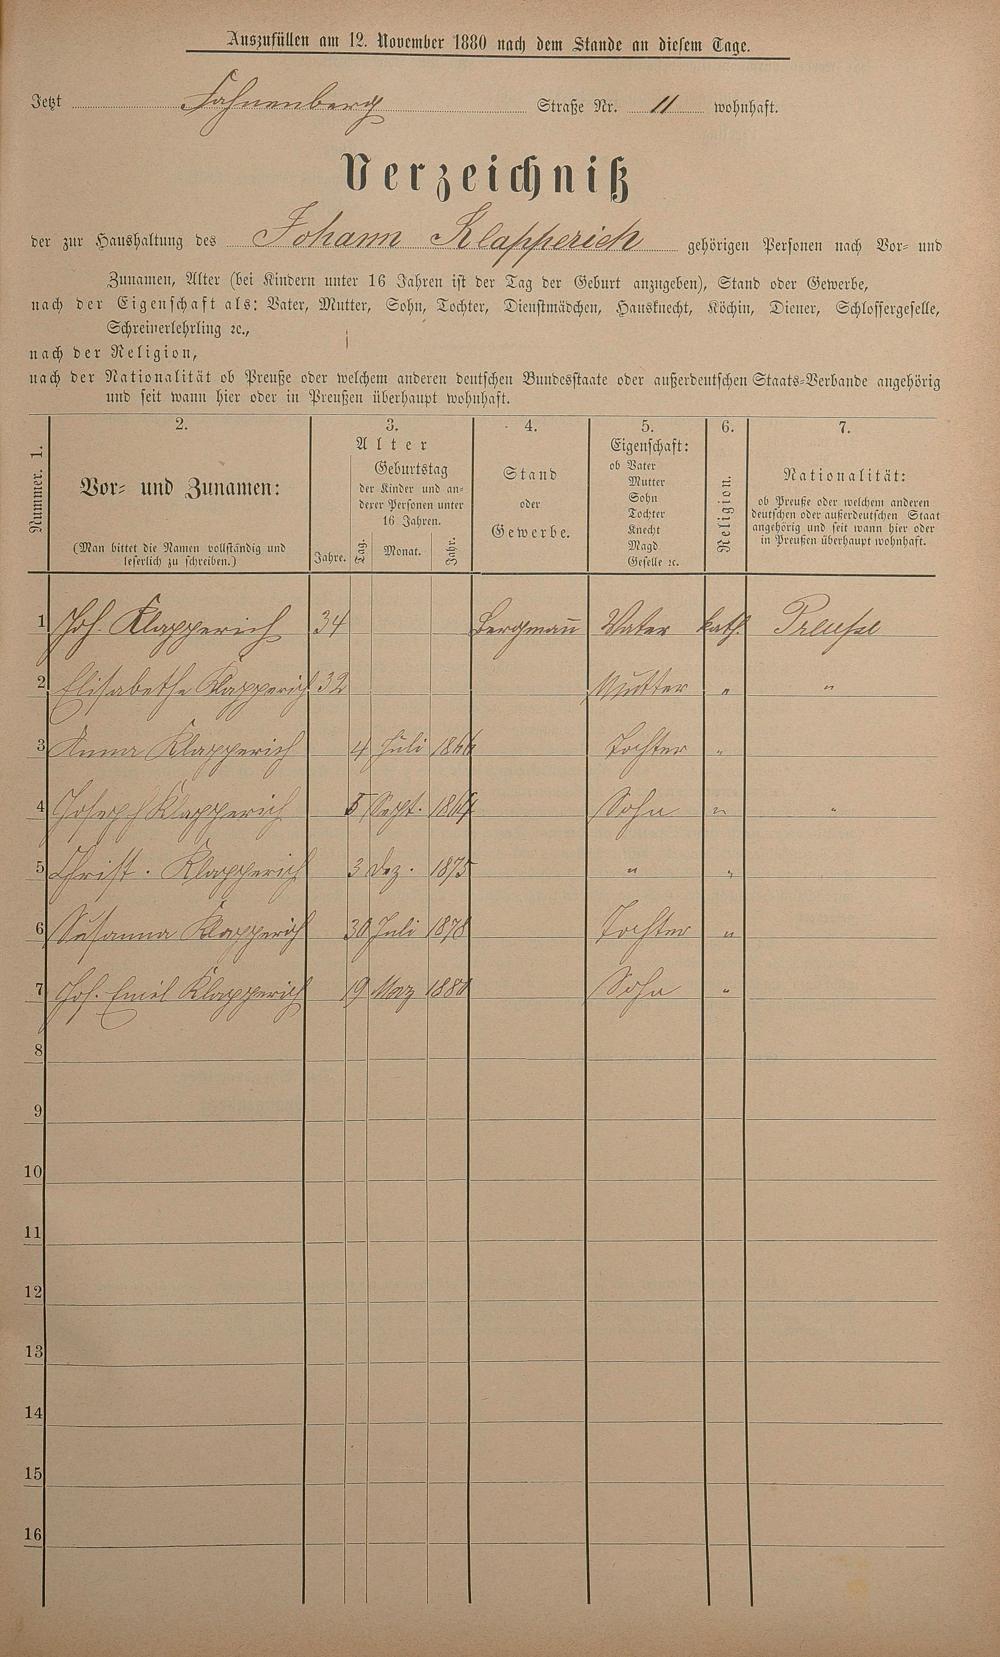 Auszufüllen am 12. November 1880 nach dem Stande an diesem Tage.
Jetzt Fahnenberg Straße Nr. 11 wohnhaft.
Verzeichniß
der zur Haushaltung des Johann Klapperich gehörigen Personen nach Vor- und
Zunamen, Alter (bei Kindern unter 16 Jahren ist der Tag der Geburt anzugeben), Stand oder Gewerbe,
nach der Eigenschaft als: Vater, Mutter, Sohn, Tochter, Dienstmädchen, Hausknecht, Köchin, Diener, Schlossergeselle,
Schreinerlehrling ꝛc.,
nach der Religion,
nach der Nationalität ob Preuße oder welchem anderen deutschen Bundesstaate oder außerdeutschen Staats-Verbande angehörig
und seit wann hier oder in Preußen überhaupt wohnhaft.
Nummer. 1.
2.
Vor- und Zunamen:
(Man bittet die Namen vollständig und
leserlich zu schreiben.)
3.
Alter
Jahre.
Geburtstag
der Kinder und an-
derer Personen unter
16 Jahren.
Tag. Monat. Jahr.
4.
Stand
oder
Gewerbe.
5.
Eigenschaft:
ob Vater
Mutter
Sohn
Tochter
Knecht
Magd
Geselle ꝛc.
6.
Religion.
7.
Nationalität:
ob Preuße oder welchem anderen
deutschen oder außerdeutschen Staat
angehörig und seit wann hier oder
in Preußen überhaupt wohnhaft.
1 Joh. Klapperich 34 Bergmann Vater kath. Preuße
2 Elisabethe Klapperich 32 Mutter " "
3 Anna Klapperich 4 Juli 1866 Tochter "
4 Joseph Klapperich 5 Sept. Sohn " "
5 Christ. Klapperich 3 Dez. 1875 " "
6 Susanna Klapperich 30 Juli 1878 Tochter "
7 Jos. Emil Klapperich 19 März 1880 Sohn "
8
9
10
11
12
13
14
15
16